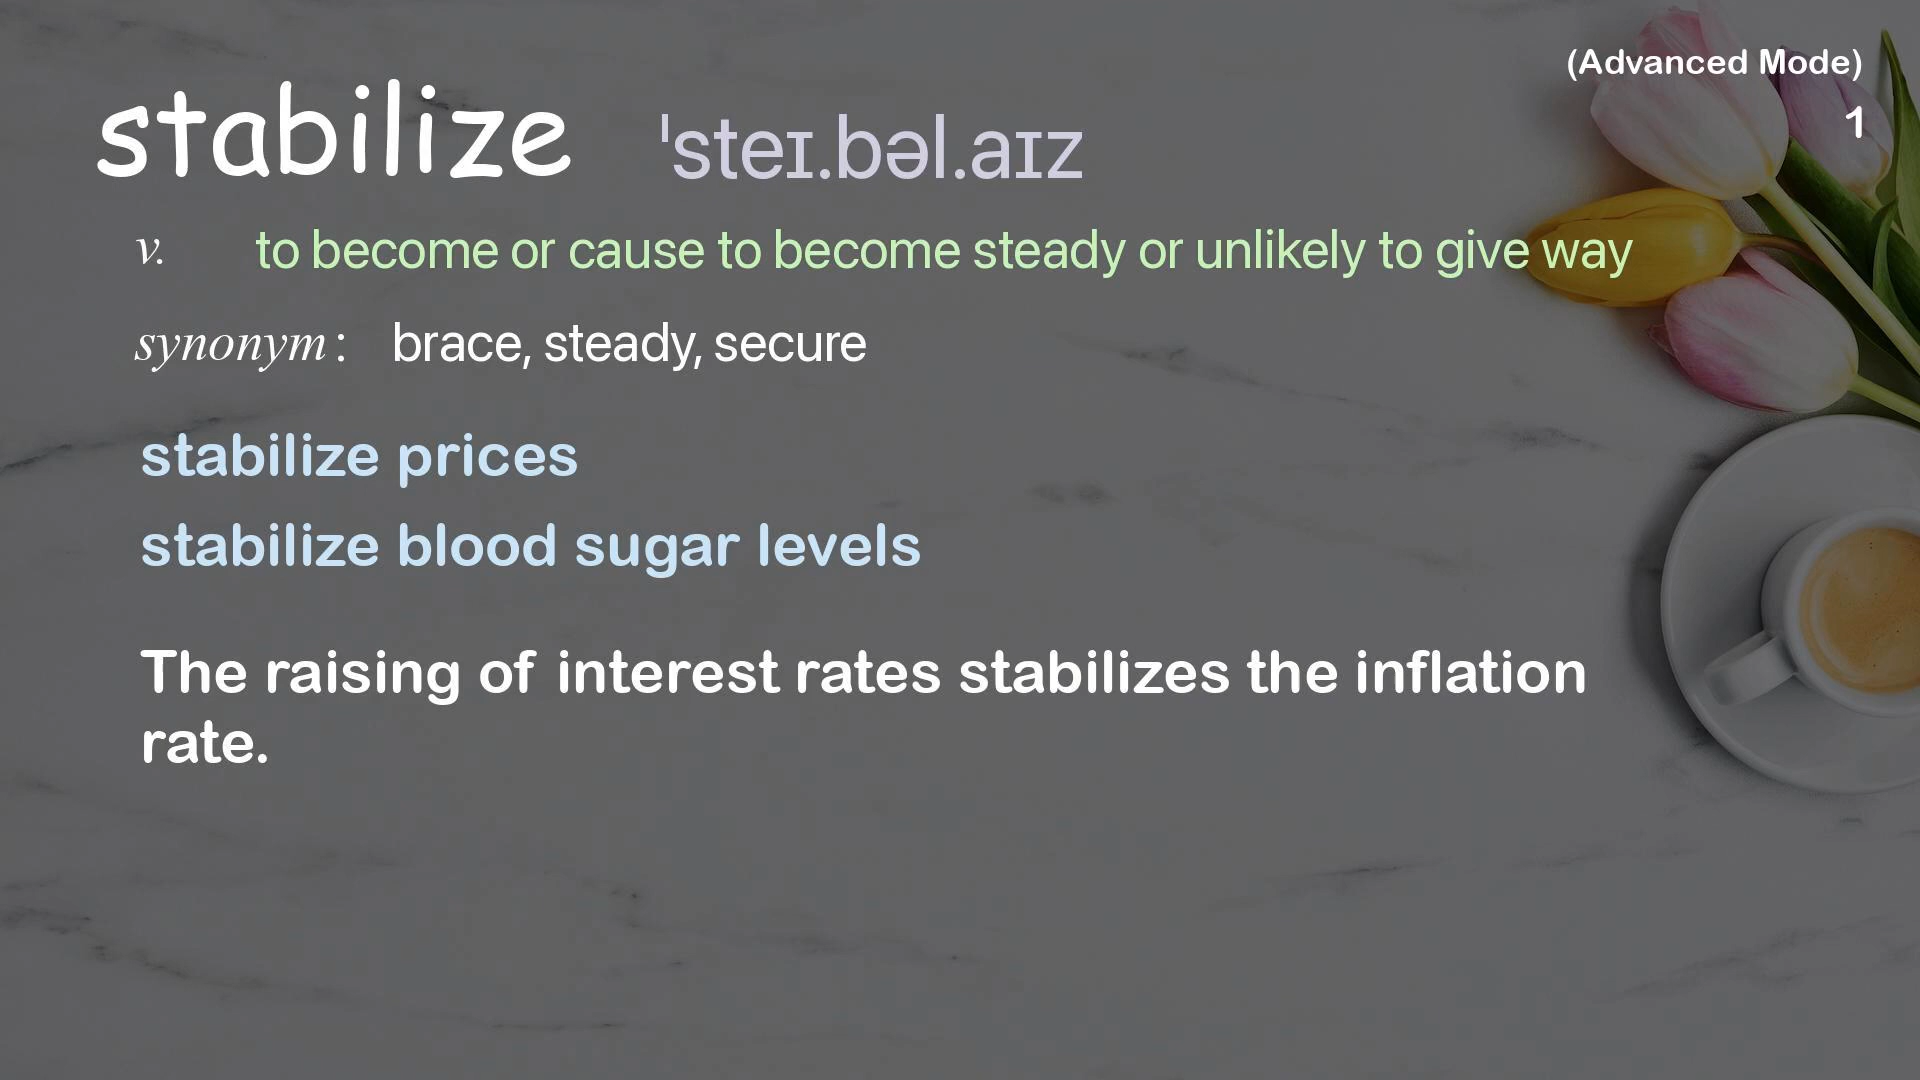 (Advanced Mode)
1
stabilize ˈsteɪ.bəl.aɪz
v. to become or cause to become steady or unlikely to give way
synonym: brace, steady, secure
stabilize prices
stabilize blood sugar levels
The raising of interest rates stabilizes the inflation
rate.